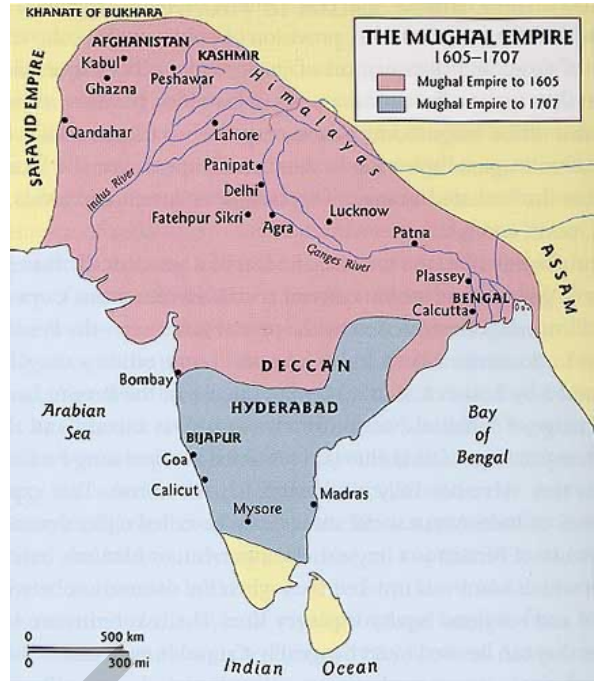 KHANATE OF BUKHARA
THE MUGHAL EMPIRE
1605–1707
Mughal Empire to 1605
Mughal Empire to 1707
AFGHANISTAN
KASHMIR
Kabul
Peshawar
Ghazna
SAFAVID EMPIRE
Himalayas
Qandahar
Lahore
Panipat
Indus River
Delhi
Fatehpur Sikri
Agra
Lucknow
Patna
Ganges River
ASSAM
Plassey
BENGAL
Calcutta
DECCAN
Bombay
HYDERABAD
Arabian
Sea
Bay
of
Bengal
BIJAPUR
Goa
Calicut
Madras
Mysore
0 500 km
0 300 mi
Indian Ocean